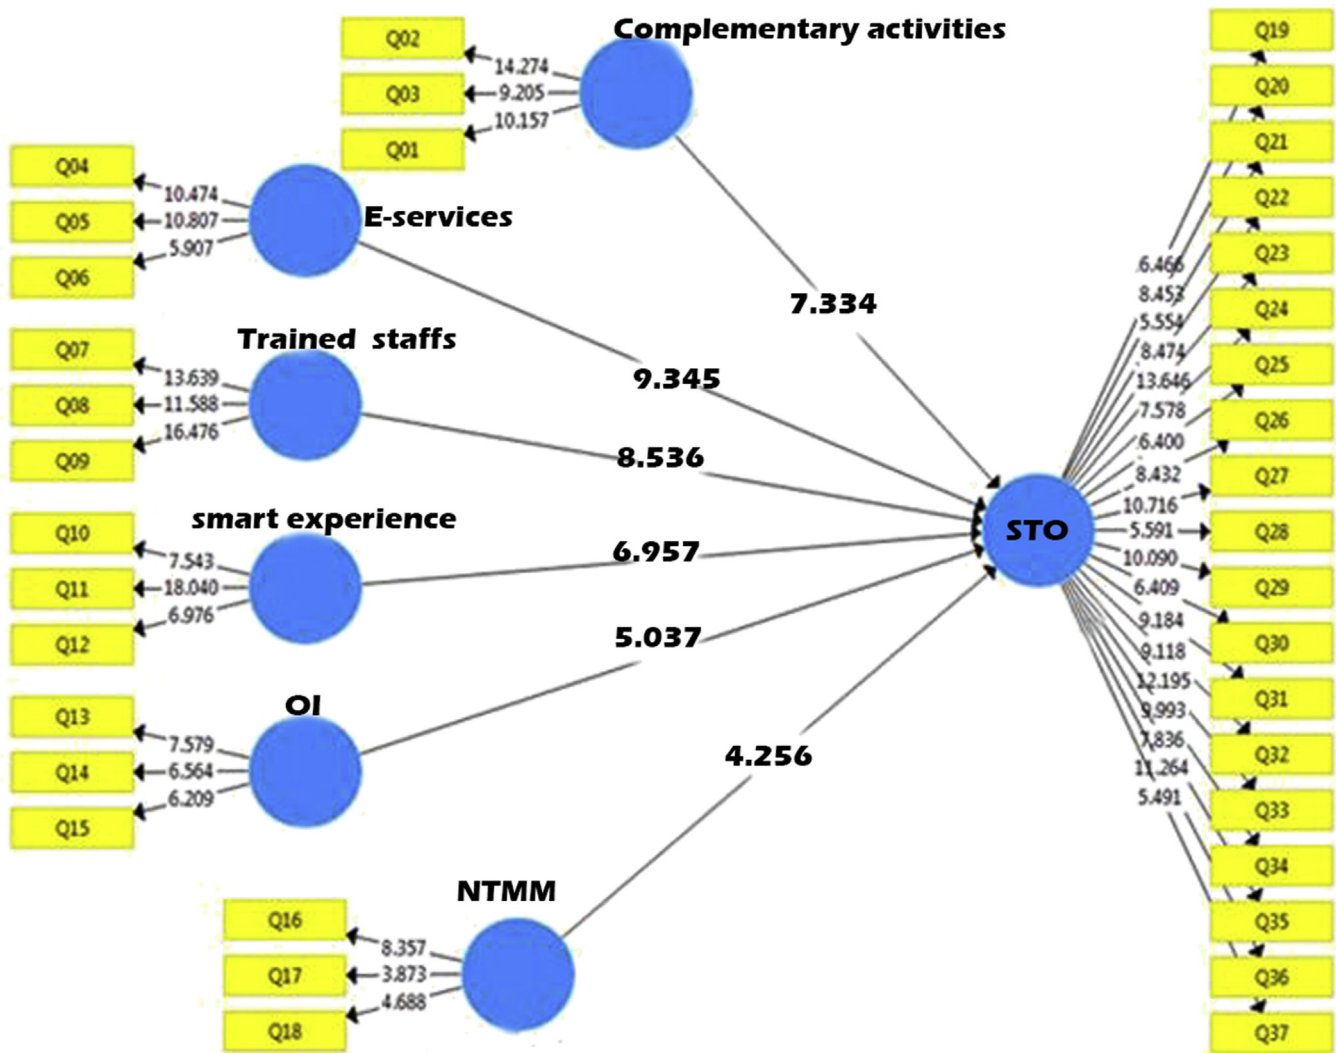 Complementary activities
Q02
14.274
Q03
9.205
Q01
10.157
E-services
Q04
10.474
Q05
10.807
Q06
5.907
Trained staffs
Q07
13.639
Q08
11.588
Q09
16.476
smart experience
Q10
7.543
Q11
18.040
Q12
6.976
OI
Q13
7.579
Q14
6.564
Q15
6.209
NTMM
Q16
8.357
Q17
3.873
Q18
4.688
7.334
9.345
8.536
6.957
5.037
4.256
STO
6.466
8.453
5.554
8.474
13.646
7.578
6.400
8.432
10.716
5.591
10.090
6.409
9.184
9.118
12.195
9.993
7.836
11.264
5.491
Q19
Q20
Q21
Q22
Q23
Q24
Q25
Q26
Q27
Q28
Q29
Q30
Q31
Q32
Q33
Q34
Q35
Q36
Q37